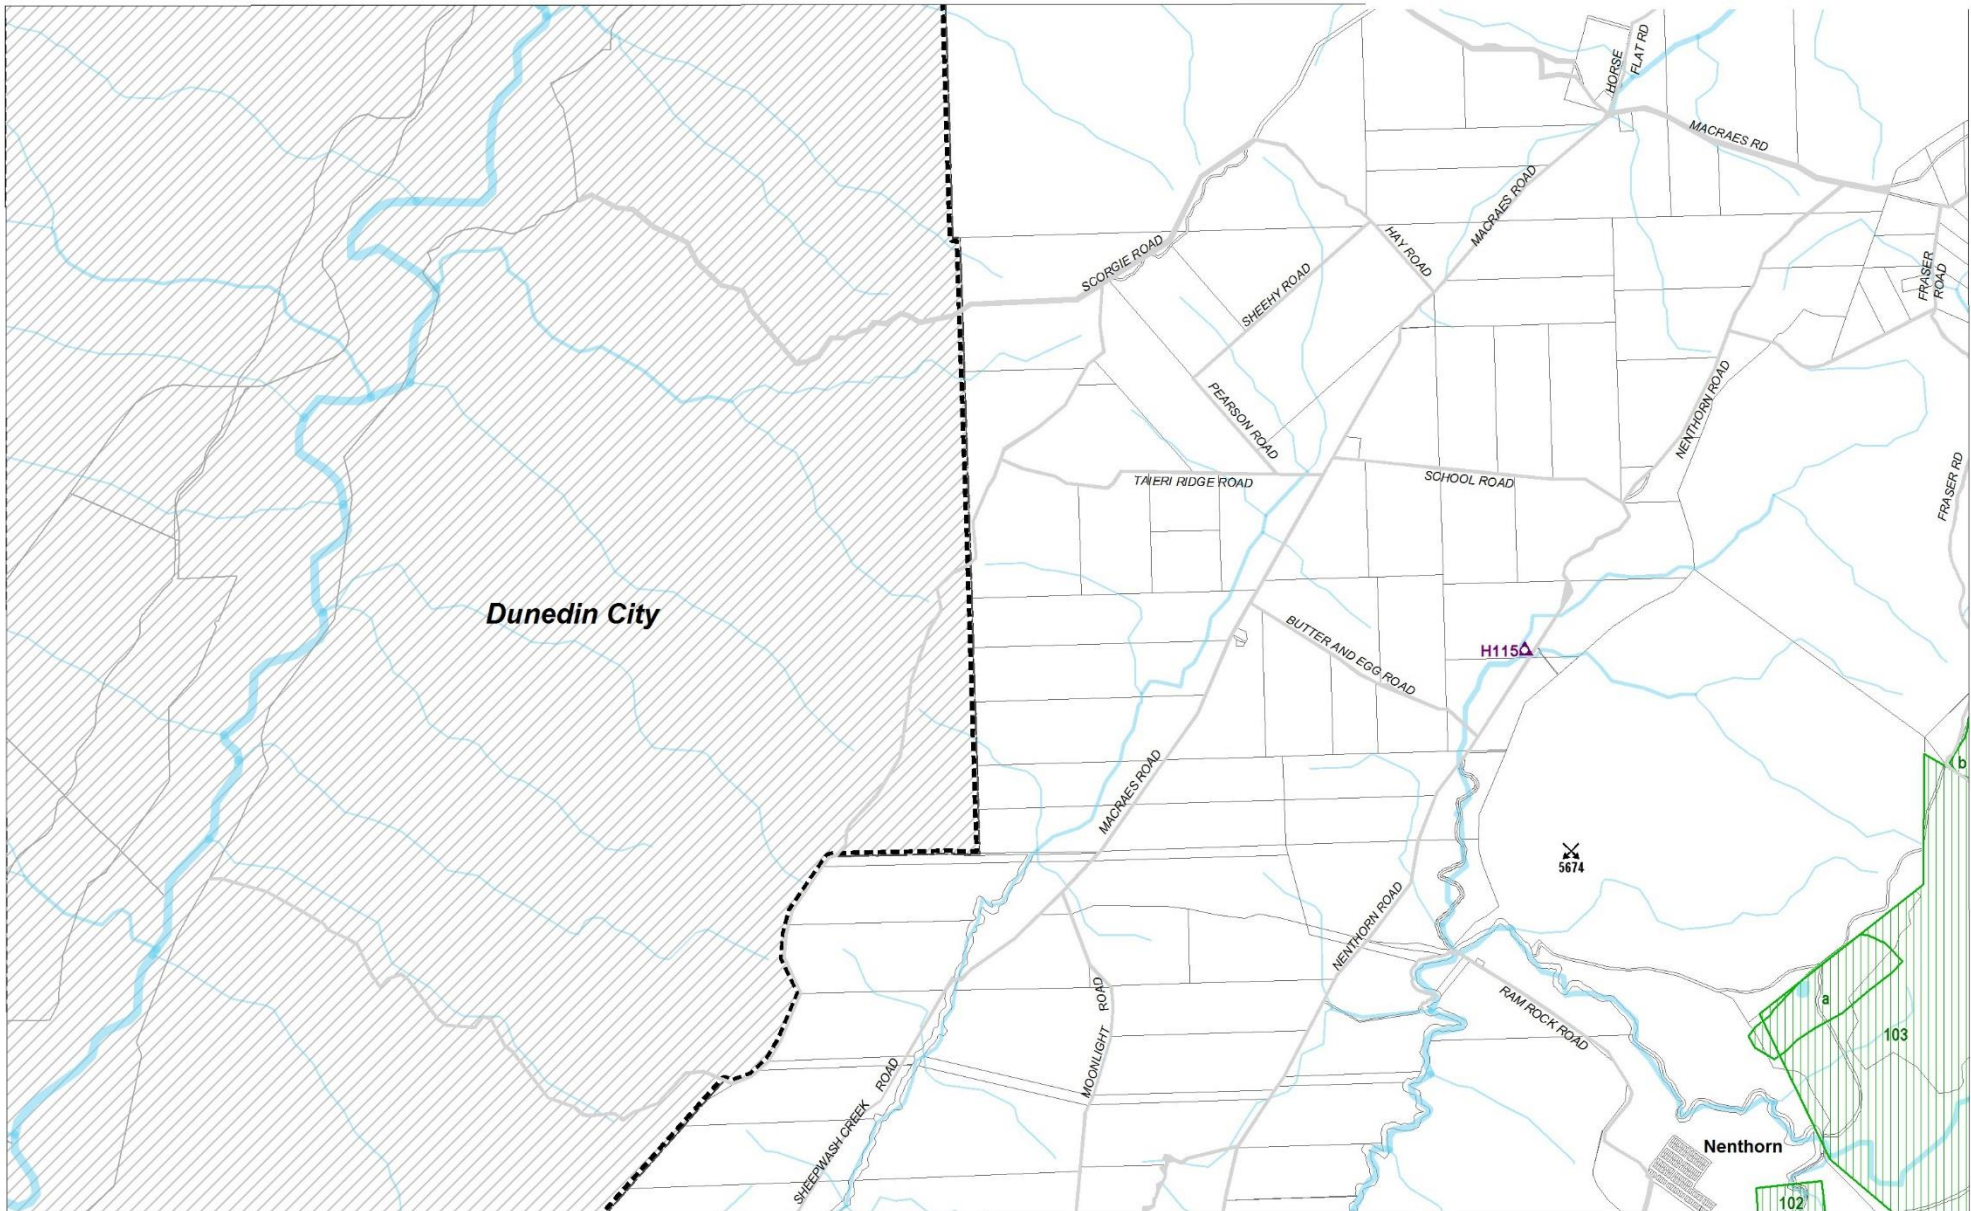 HORSE
FLAT RD
MACRAES RD
MACRAES ROAD
HAY ROAD
SCORGIE ROAD
SHEEHY ROAD
FRASER
ROAD
PEARSON ROAD
NENTHORN ROAD
TAIERI RIDGE ROAD
SCHOOL ROAD
FRASER RD
Dunedin City
BUTTER AND EGG ROAD
H115
b
MACRAES ROAD
5674
NENTHORN ROAD
a
RAM ROCK ROAD
103
MOONLIGHT ROAD
SHEEPWASH CREEK ROAD
Nenthorn
102